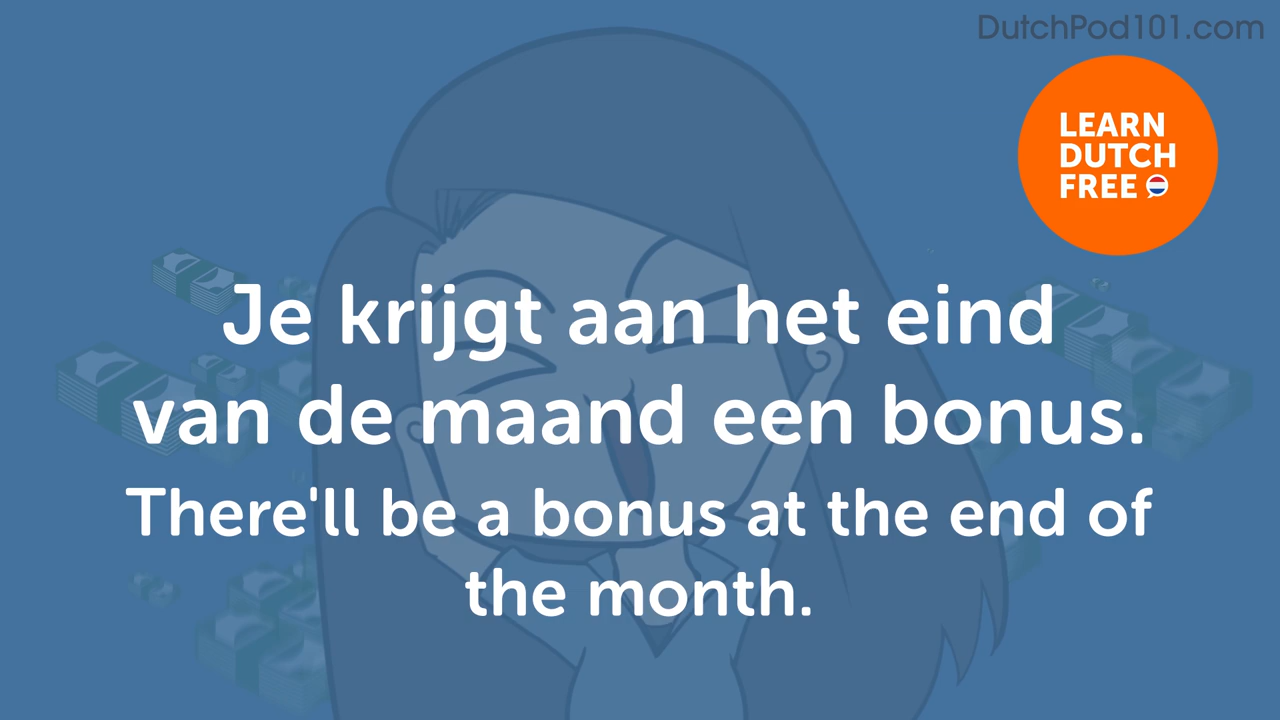 DutchPod101.com
LEARN
DUTCH
FREE
Je krijgt aan het eind
van de maand een bonus.
There'll be a bonus at the end of
the month.